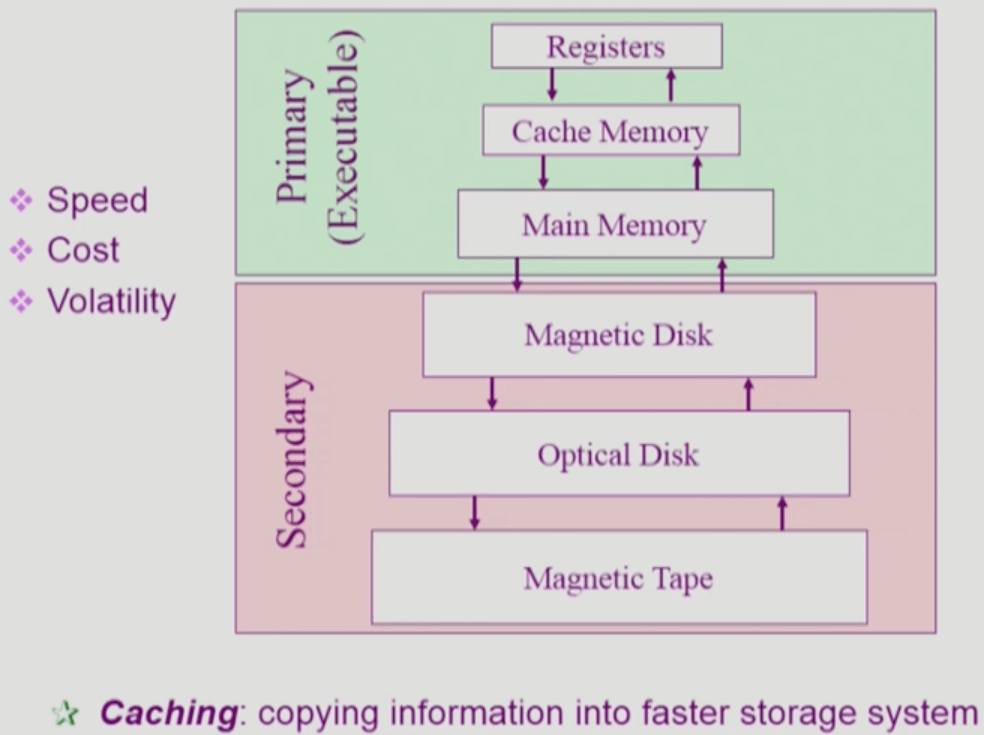 Speed
Cost
Volatility
Primary
(Executable)
Registers
Cache Memory
Main Memory
Secondary
Magnetic Disk
Optical Disk
Magnetic Tape
Caching: copying information into faster storage system